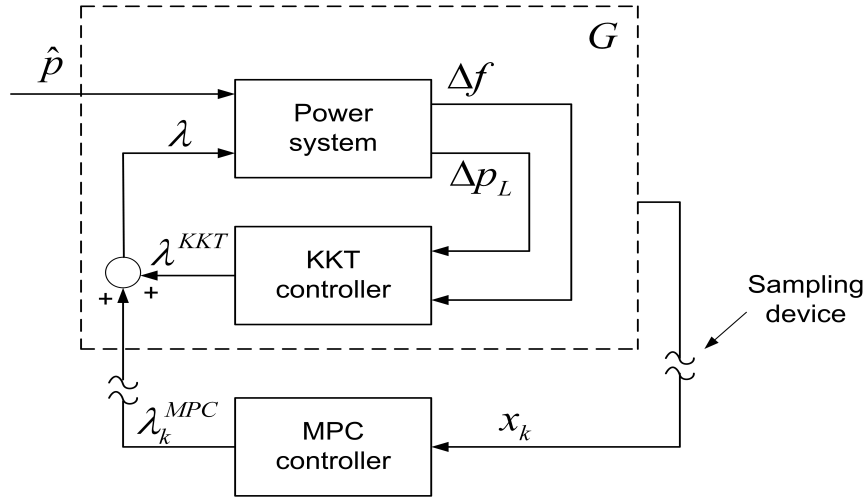 G
p̂
Power
system
Δf
λ
Δp_L
λ^{KKT}
KKT
controller
+ +
Sampling
device
λ_k^{MPC}
MPC
controller
x_k